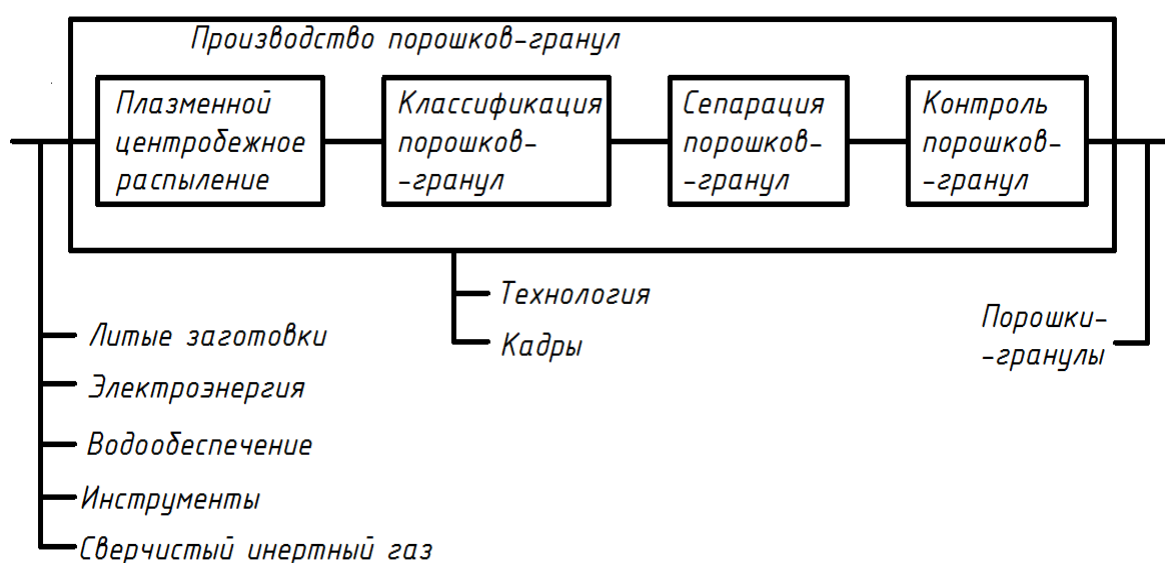 Производство порошков-гранул
Плазменной
центробежное
распыление
Классификация
порошков-
-гранул
Сепарация
порошков-
-гранул
Контроль
порошков-
-гранул
Технология
Кадры
Литые заготовки
Электроэнергия
Водообеспечение
Инструменты
Сверчистый инертный газ
Порошки-
-гранулы